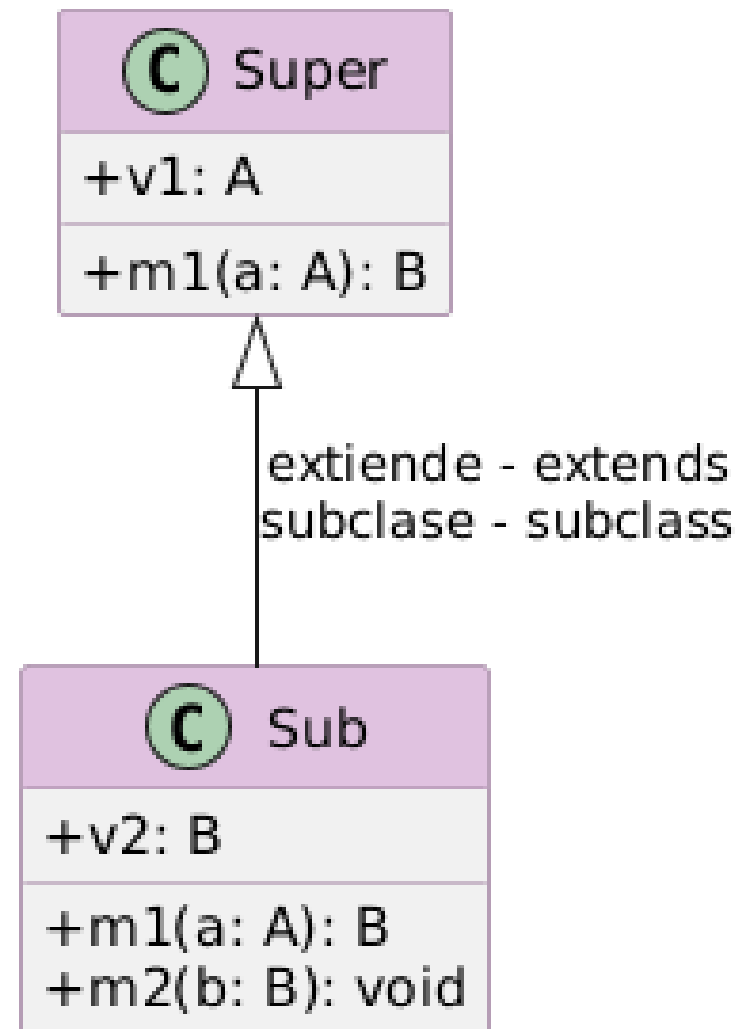 C Super
+v1: A
+m1(a: A): B
extiende - extends
subclase - subclass
C Sub
+v2: B
+m1(a: A): B
+m2(b: B): void